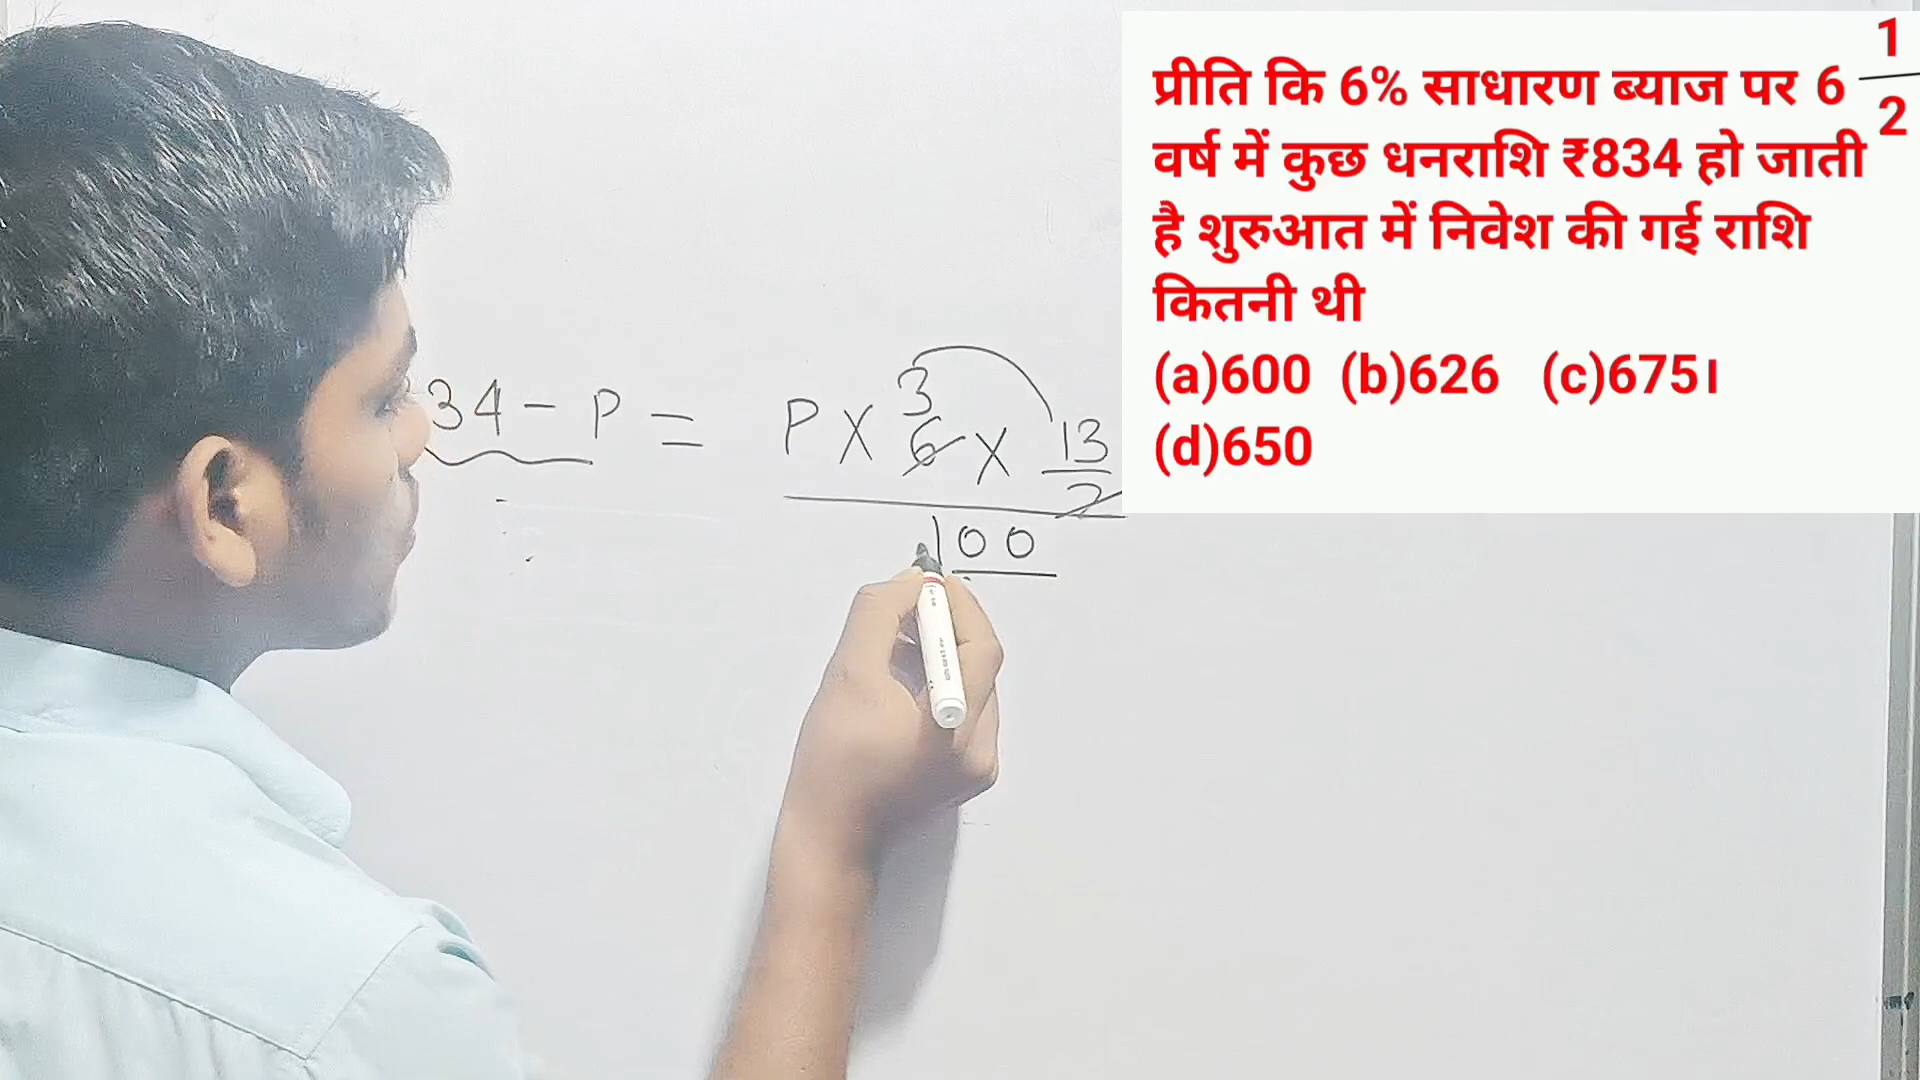 प्रीति कि 6% साधारण ब्याज पर 6 1/2
वर्ष में कुछ धनराशि ₹834 हो जाती
है शुरुआत में निवेश की गई राशि
कितनी थी
(a)600 (b)626 (c)675।
(d)650
34 - P = P X 6 X 13/2
3
100